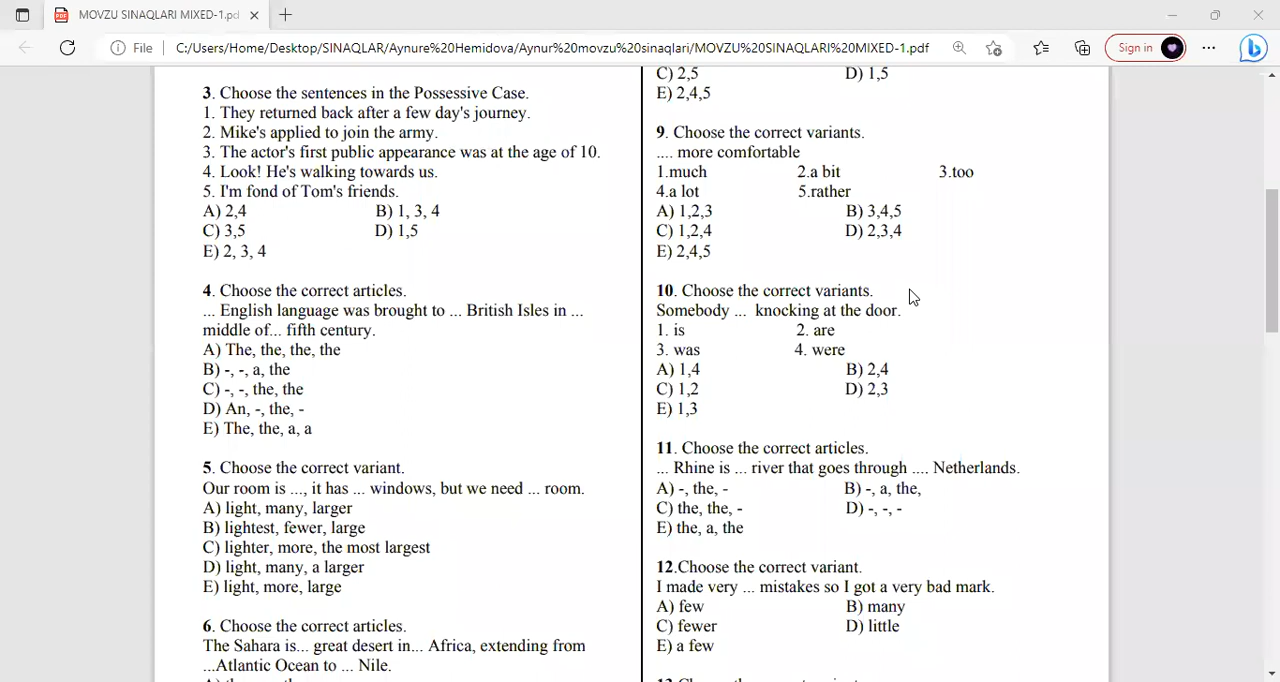 MOVZU SINAQLARI MIXED-1.pd
File
C:/Users/Home/Desktop/SINAQLAR/Aynure%20Hemidova/Aynur%20movzu%20sinaqlari/MOVZU%20SINAQLARI%20MIXED-1.pdf
Sign in
3. Choose the sentences in the Possessive Case.
1. They returned back after a few day's journey.
2. Mike's applied to join the army.
3. The actor's first public appearance was at the age of 10.
4. Look! He's walking towards us.
5. I'm fond of Tom's friends.
A) 2,4 B) 1, 3, 4
C) 3,5 D) 1,5
E) 2, 3, 4
4. Choose the correct articles.
... English language was brought to ... British Isles in ...
middle of... fifth century.
A) The, the, the, the
B) -, -, a, the
C) -, -, the, the
D) An, -, the, -
E) The, the, a, a
5. Choose the correct variant.
Our room is ..., it has ... windows, but we need ... room.
A) light, many, larger
B) lightest, fewer, large
C) lighter, more, the most largest
D) light, many, a larger
E) light, more, large
6. Choose the correct articles.
The Sahara is... great desert in... Africa, extending from
...Atlantic Ocean to ... Nile.
C) 2,5 D) 1,5
E) 2,4,5
9. Choose the correct variants.
.... more comfortable
1.much 2.a bit 3.too
4.a lot 5.rather
A) 1,2,3 B) 3,4,5
C) 1,2,4 D) 2,3,4
E) 2,4,5
10. Choose the correct variants.
Somebody ... knocking at the door.
1. is 2. are
3. was 4. were
A) 1,4 B) 2,4
C) 1,2 D) 2,3
E) 1,3
11. Choose the correct articles.
... Rhine is ... river that goes through .... Netherlands.
A) -, the, - B) -, a, the,
C) the, the, - D) -, -, -
E) the, a, the
12.Choose the correct variant.
I made very ... mistakes so I got a very bad mark.
A) few B) many
C) fewer D) little
E) a few